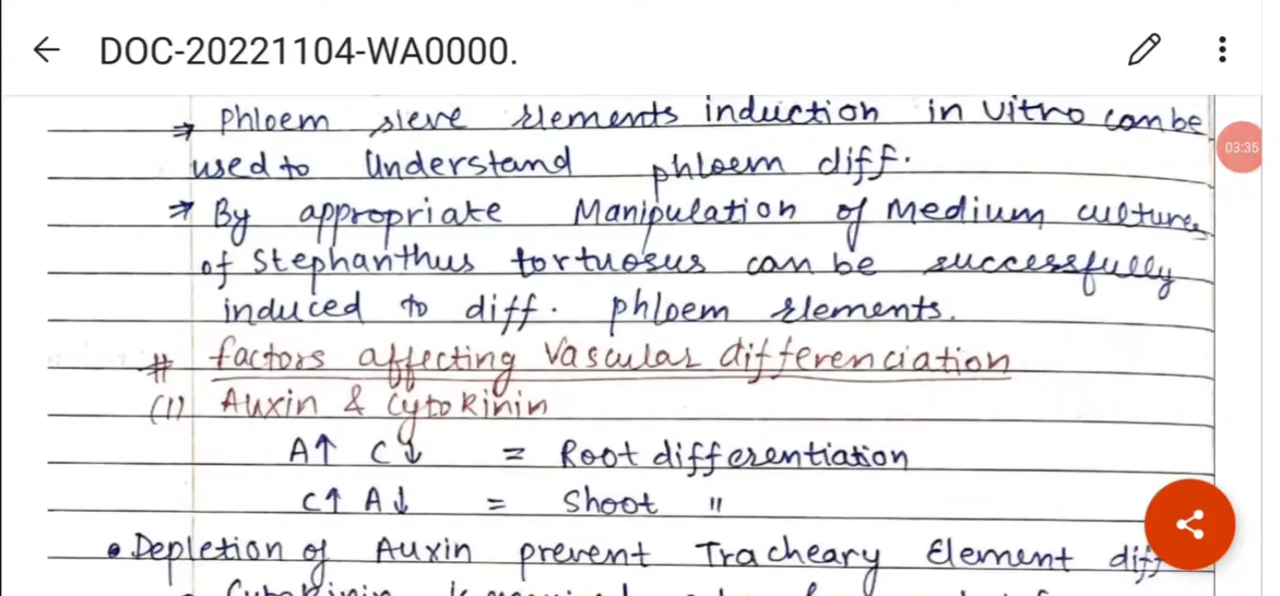 DOC-20221104-WA0000.
03:35
⇒ Phloem sieve elements induction in vitro can be
used to Understand phloem diff.
⇒ By appropriate Manipulation of Medium cultures
of Stephanthus tortuosus can be successfully
induced to diff. phloem elements.
# factors affecting Vascular differenciation
(1) Auxin & Cytokinin
A↑ C↓ = Root differentiation
C↑ A↓ = Shoot "
• Depletion of Auxin prevent Tracheary Element diff